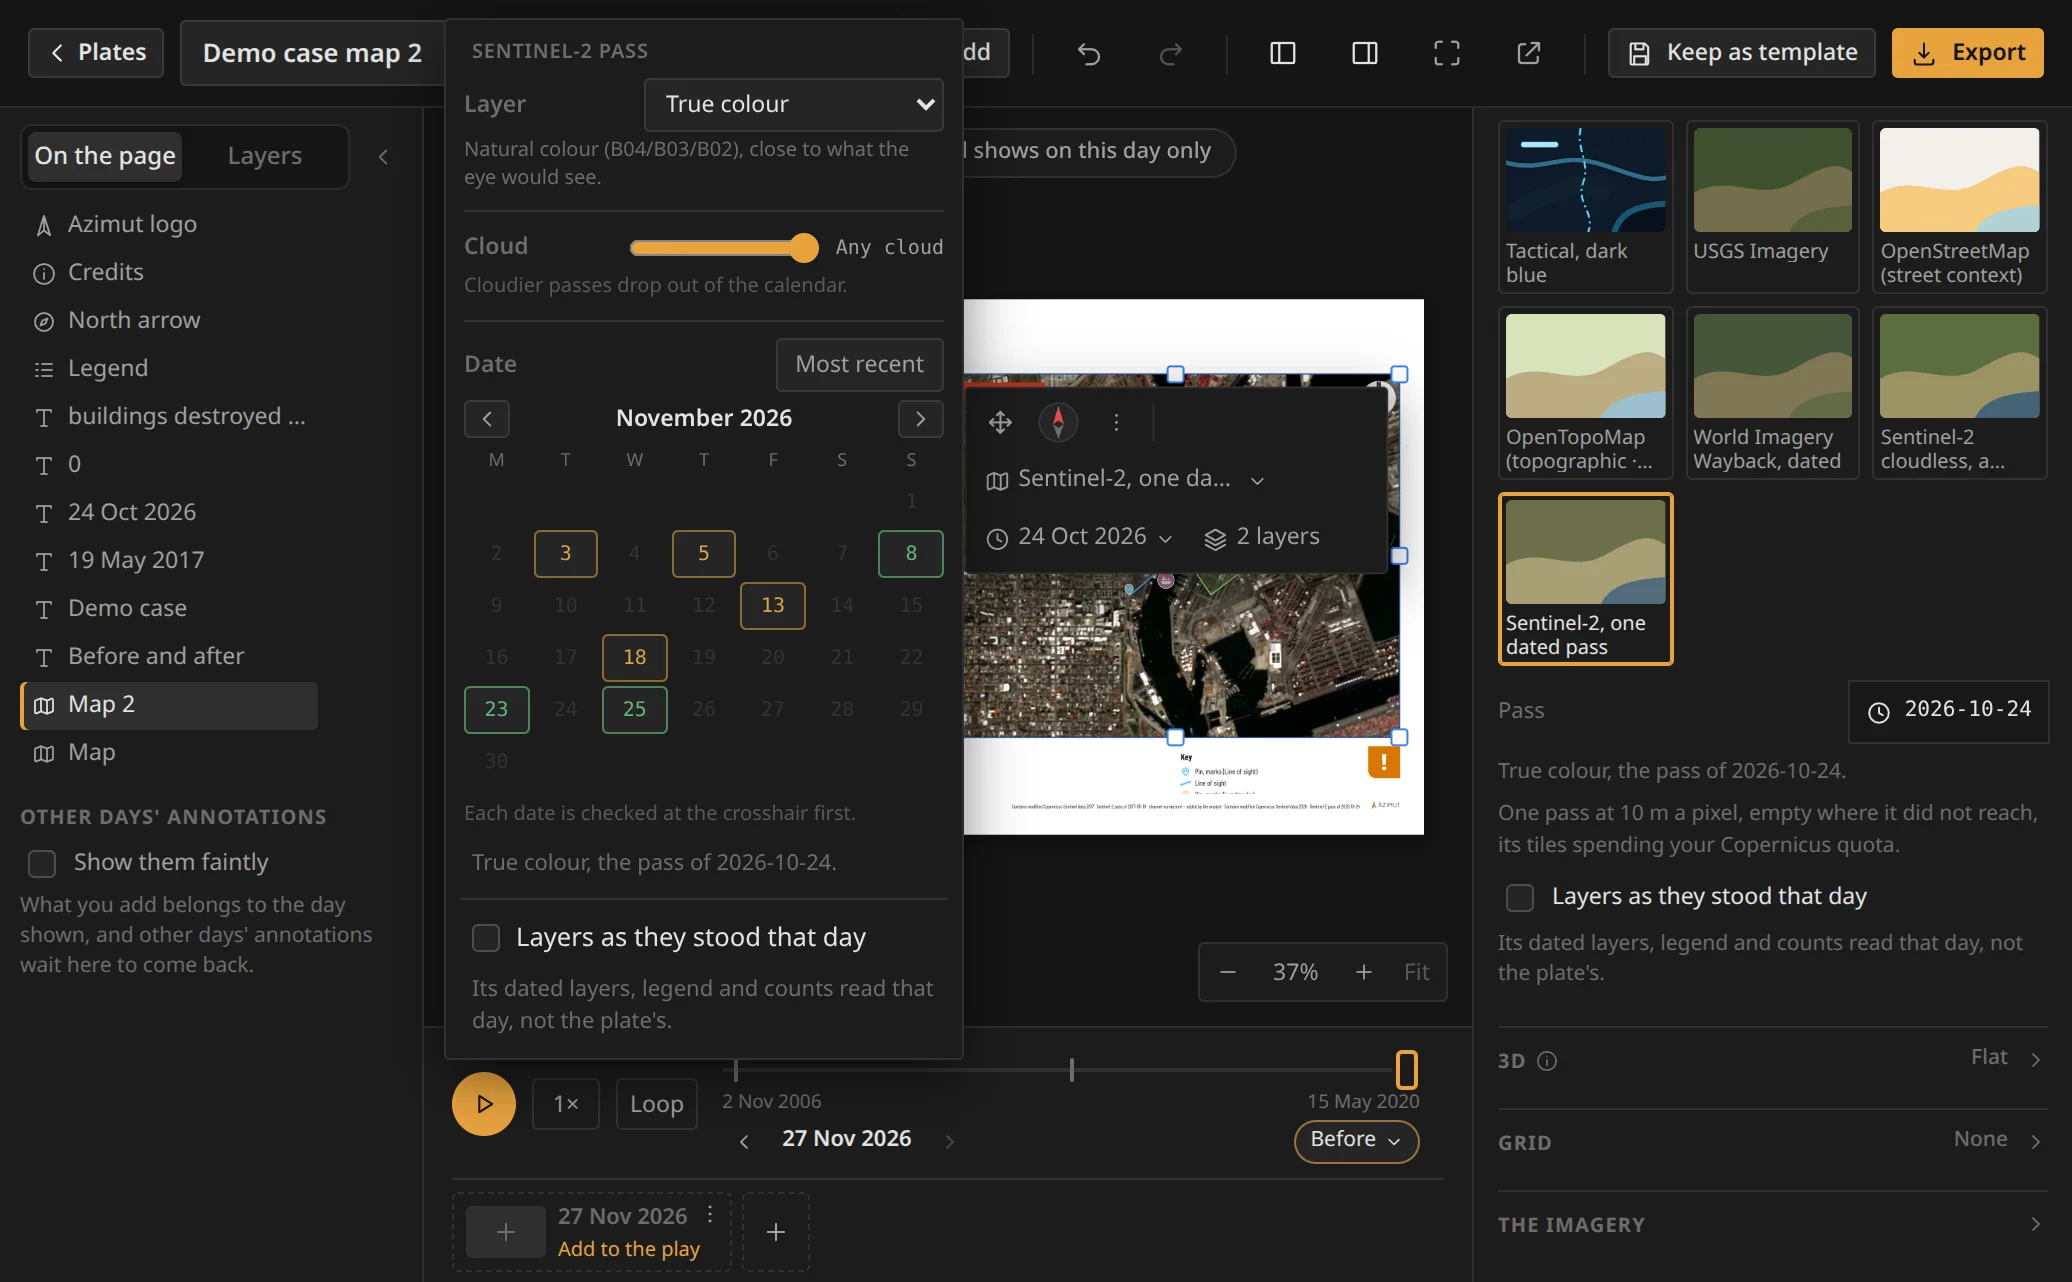 Plates
Demo case map 2
dd
Keep as template
Export
On the page
Layers
Azimut logo
Credits
North arrow
Legend
buildings destroyed ...
0
24 Oct 2026
19 May 2017
Demo case
Before and after
Map 2
Map
OTHER DAYS' ANNOTATIONS
Show them faintly
What you add belongs to the day
shown, and other days' annotations
wait here to come back.
SENTINEL-2 PASS
Layer
True colour
Natural colour (B04/B03/B02), close to what the
eye would see.
Cloud
Any cloud
Cloudier passes drop out of the calendar.
Date
Most recent
November 2026
M T W T F S S
1
2 3 4 5 6 7 8
9 10 11 12 13 14 15
16 17 18 19 20 21 22
23 24 25 26 27 28 29
30
Each date is checked at the crosshair first.
True colour, the pass of 2026-10-24.
Layers as they stood that day
Its dated layers, legend and counts read that
day, not the plate's.
l shows on this day only
Sentinel-2, one da...
24 Oct 2026
2 layers
Key
Pin, marks (Line of sight)
Line of sight
AZIMUT
37%
Fit
1×
Loop
2 Nov 2006
15 May 2020
27 Nov 2026
Before
27 Nov 2026
Add to the play
Tactical, dark
blue
USGS Imagery
OpenStreetMap
(street context)
OpenTopoMap
(topographic ·...
World Imagery
Wayback, dated
Sentinel-2
cloudless, a...
Sentinel-2, one
dated pass
Pass
2026-10-24
True colour, the pass of 2026-10-24.
One pass at 10 m a pixel, empty where it did not reach,
its tiles spending your Copernicus quota.
Layers as they stood that day
Its dated layers, legend and counts read that day, not
the plate's.
3D
Flat
GRID
None
THE IMAGERY